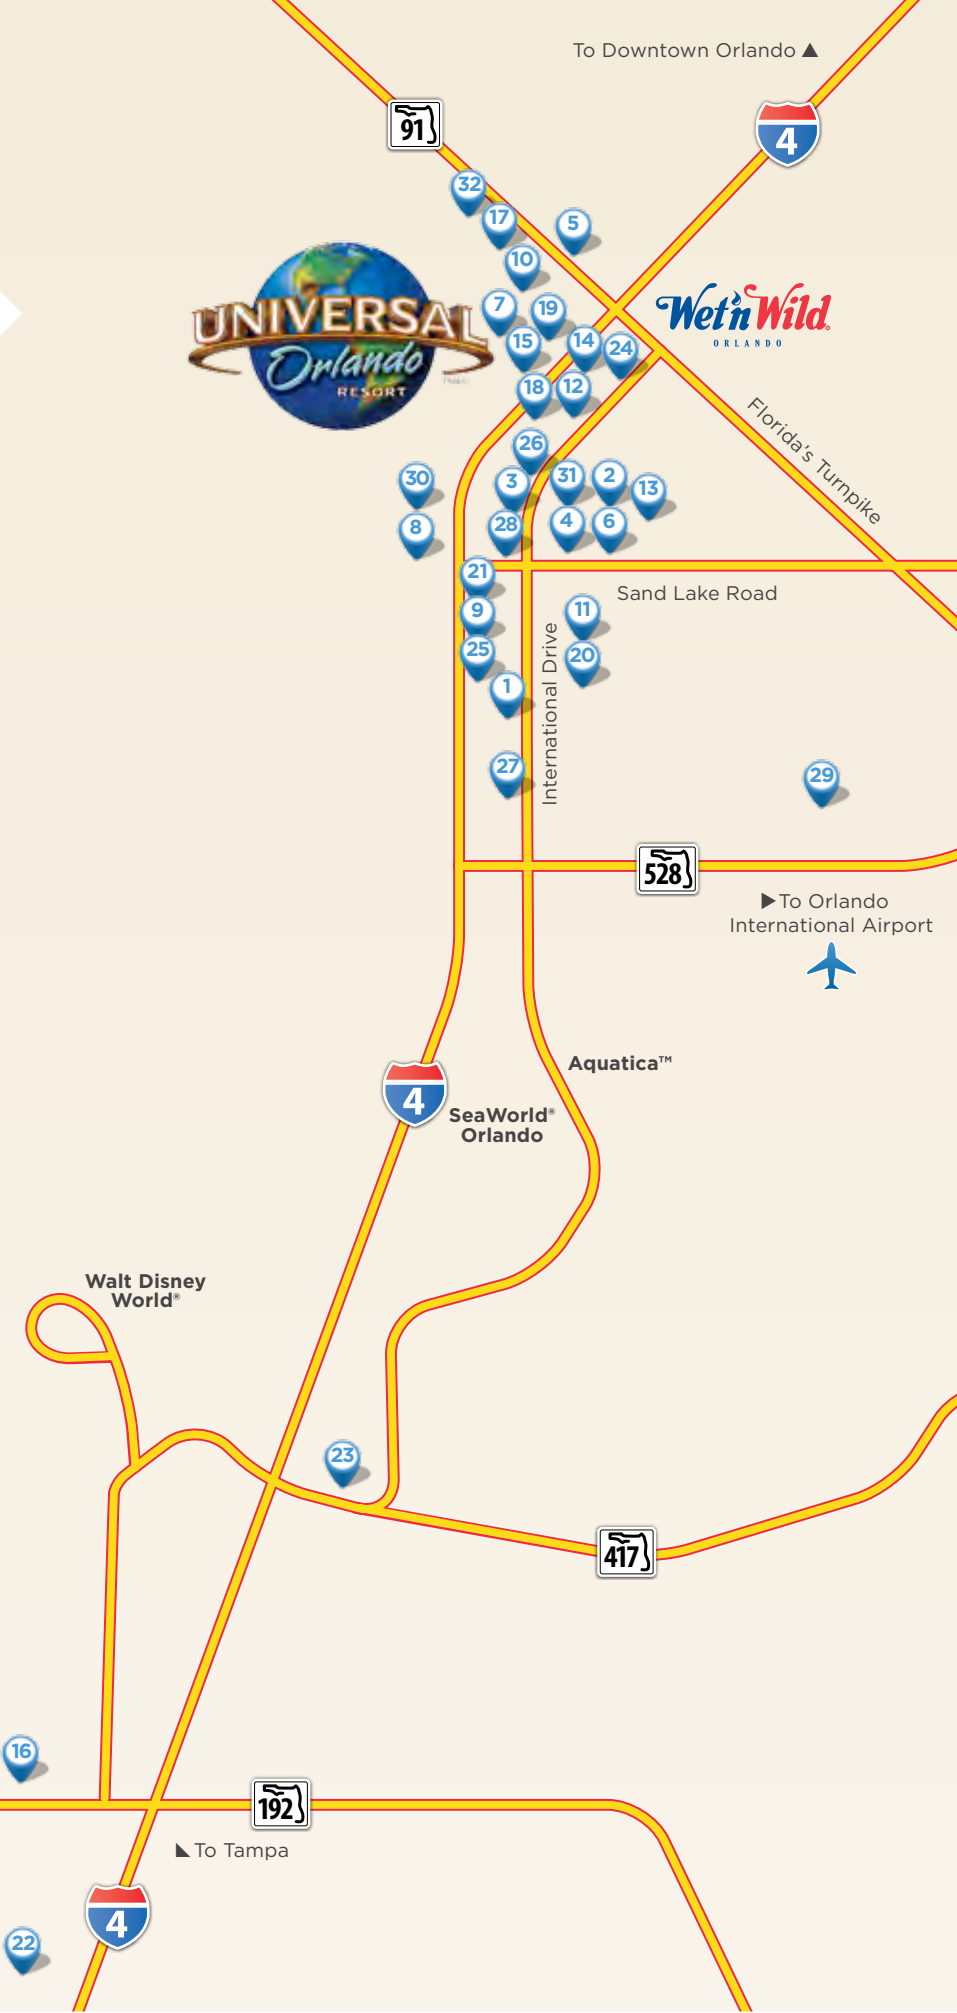 To Downtown Orlando ▲
91
4
32
17
5
10
7
19
UNIVERSAL
Orlando
RESORT
Wet'n Wild
ORLANDO
15
14
24
18
12
Florida's Turnpike
26
30
3
31
2
13
8
28
4
6
21
Sand Lake Road
9
11
25
20
1
International Drive
27
29
528
▶To Orlando
International Airport
Aquatica™
4
SeaWorld®
Orlando
Walt Disney
World®
23
417
16
192
◣To Tampa
4
22